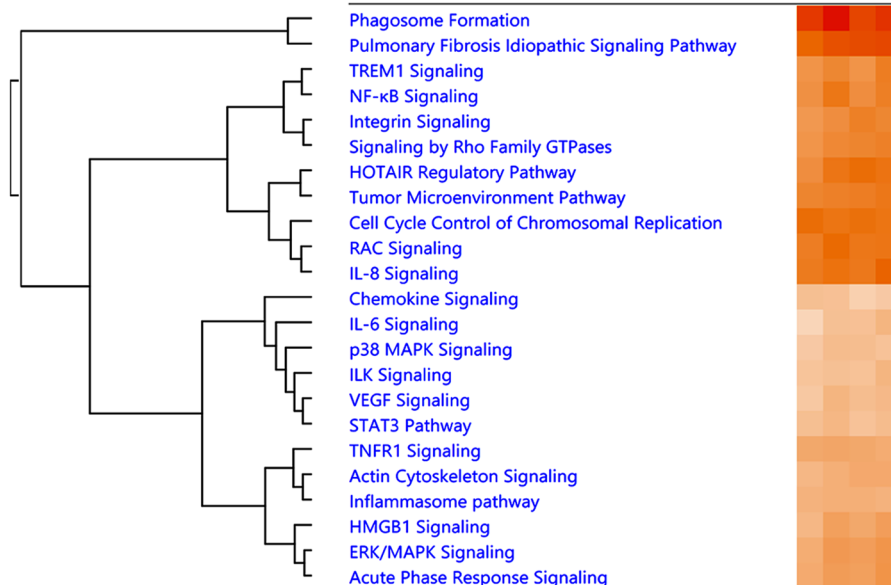 Phagosome Formation
Pulmonary Fibrosis Idiopathic Signaling Pathway
TREM1 Signaling
NF-κB Signaling
Integrin Signaling
Signaling by Rho Family GTPases
HOTAIR Regulatory Pathway
Tumor Microenvironment Pathway
Cell Cycle Control of Chromosomal Replication
RAC Signaling
IL-8 Signaling
Chemokine Signaling
IL-6 Signaling
p38 MAPK Signaling
ILK Signaling
VEGF Signaling
STAT3 Pathway
TNFR1 Signaling
Actin Cytoskeleton Signaling
Inflammasome pathway
HMGB1 Signaling
ERK/MAPK Signaling
Acute Phase Response Signaling